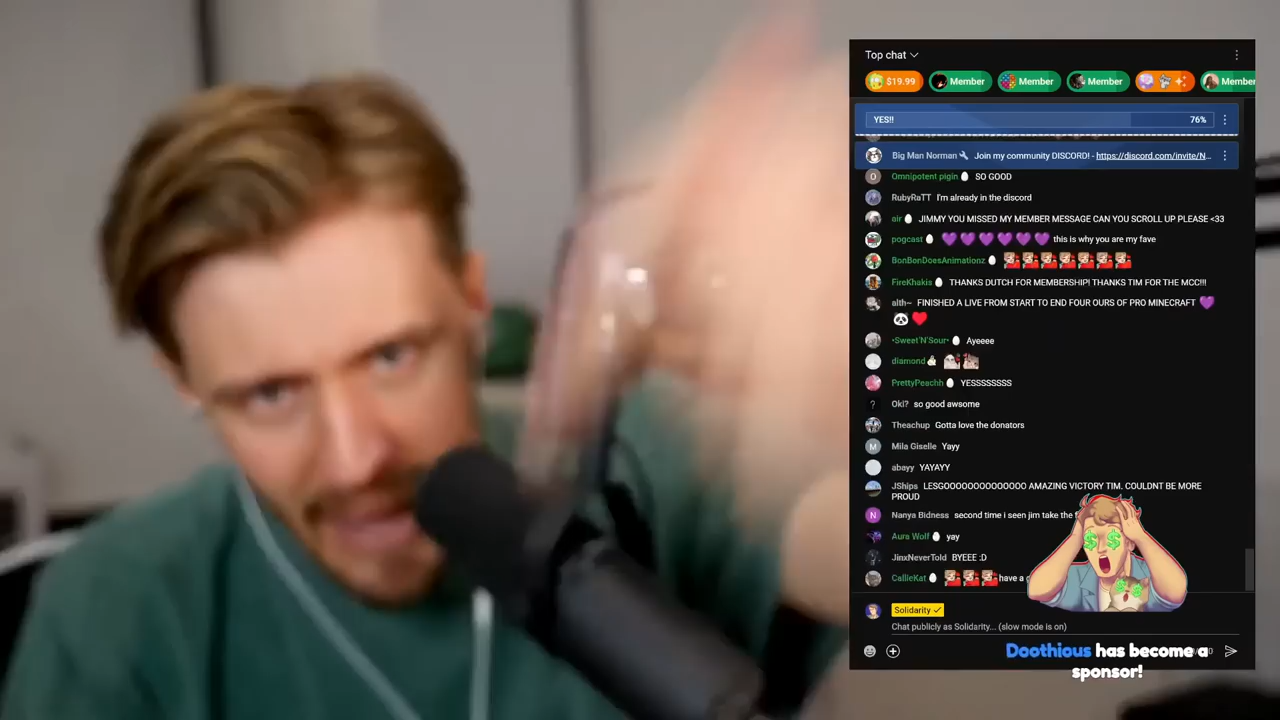 Top chat
$19.99
Member
Member
Member
Member
YES!!
76%
Big Man Norman Join my community DISCORD! - https://discord.com/invite/N...
Omnipotent pigin SO GOOD
RubyRaTT I'm already in the discord
air JIMMY YOU MISSED MY MEMBER MESSAGE CAN YOU SCROLL UP PLEASE <33
pogcast 💜💜💜💜💜💜 this is why you are my fave
BonBonDoesAnimationz
FireKhakis THANKS DUTCH FOR MEMBERSHIP! THANKS TIM FOR THE MCC!!!
alth~ FINISHED A LIVE FROM START TO END FOUR OURS OF PRO MINECRAFT 💜
🐼❤️
•Sweet'N'Sour• Ayeeee
diamond
PrettyPeachh YESSSSSSS
? Oki? so good awsome
Theachup Gotta love the donators
M Mila Giselle Yayy
abayy YAYAYY
JShips LESGOOOOOOOOOOOOO AMAZING VICTORY TIM. COULDNT BE MORE
PROUD
N Nanya Bidness second time i seen jim take the
Aura Wolf yay
JinxNeverTold BYEEE :D
CallieKat have a
Solidarity ✓
Chat publicly as Solidarity... (slow mode is on)
Doothious has become a
sponsor!